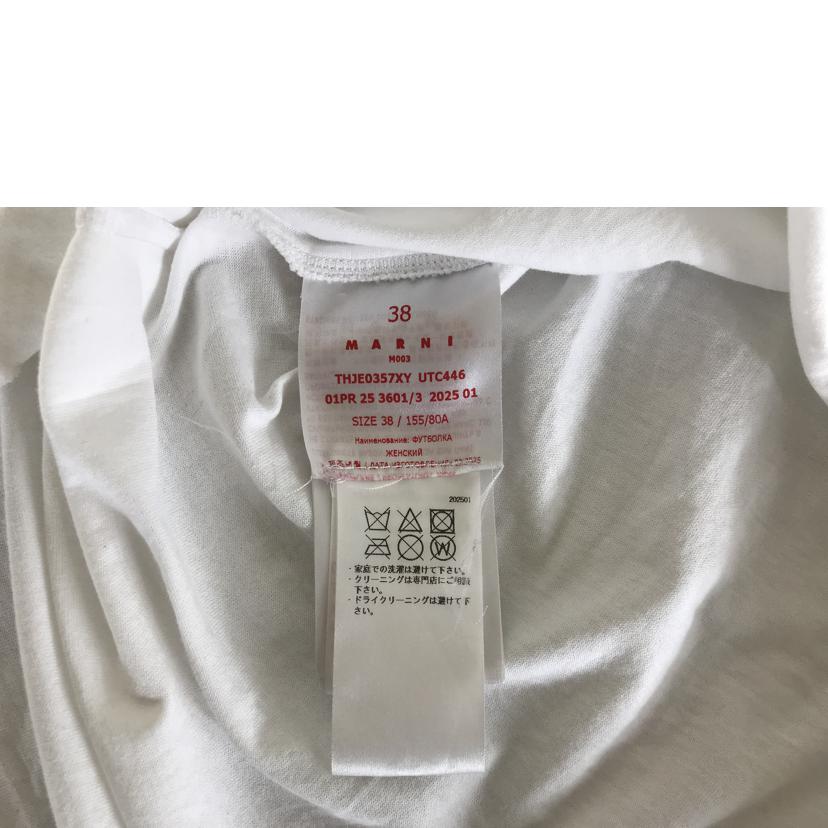 38
MARNI
M003
THJE0357XY UTC446
01PR 25 3601/3 2025 01
SIZE 38 / 155/80A
Наименование: ФУТБОЛКА
ЖЕНСКИЙ
ДАТА ИЗГОТОВЛЕНИЯ
202501
・家庭での洗濯は避けて下さい。
・クリーニングは専門店にご相談
下さい。
・ドライクリーニングは避けて下
さい。